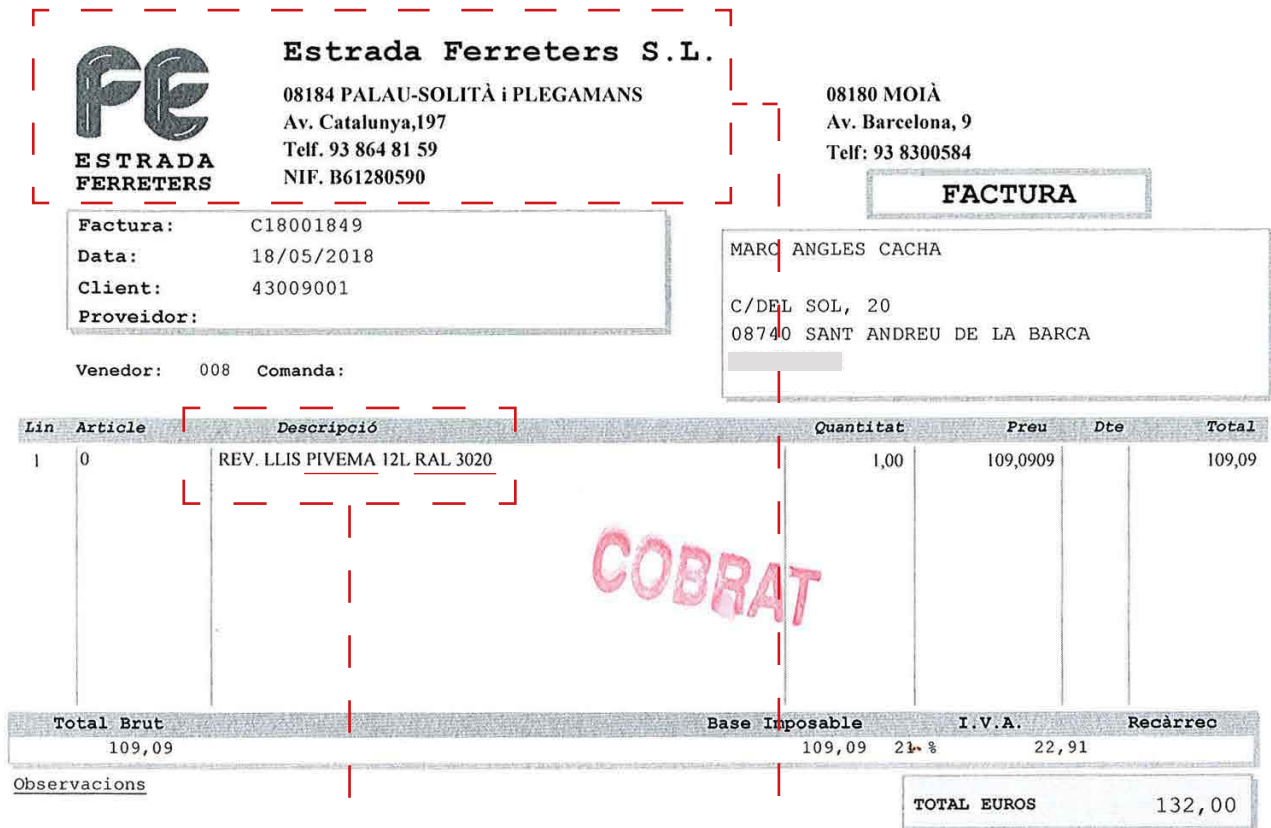 Estrada Ferreters S.L.
08184 PALAU-SOLITÀ i PLEGAMANS
Av. Catalunya,197
Telf. 93 864 81 59
NIF. B61280590
FE
ESTRADA
FERRETERS
08180 MOIÀ
Av. Barcelona, 9
Telf: 93 8300584
FACTURA
Factura: C18001849
Data: 18/05/2018
Client: 43009001
Proveidor:
MARC ANGLES CACHA
C/DEL SOL, 20
08740 SANT ANDREU DE LA BARCA
Venedor: 008 Comanda:
Lin Article Descripció Quantitat Preu Dte Total
1 0 REV. LLIS PIVEMA 12L RAL 3020 1,00 109,0909 109,09
COBRAT
Total Brut Base Imposable I.V.A. Recàrrec
109,09 109,09 21 % 22,91
Observacions
TOTAL EUROS 132,00